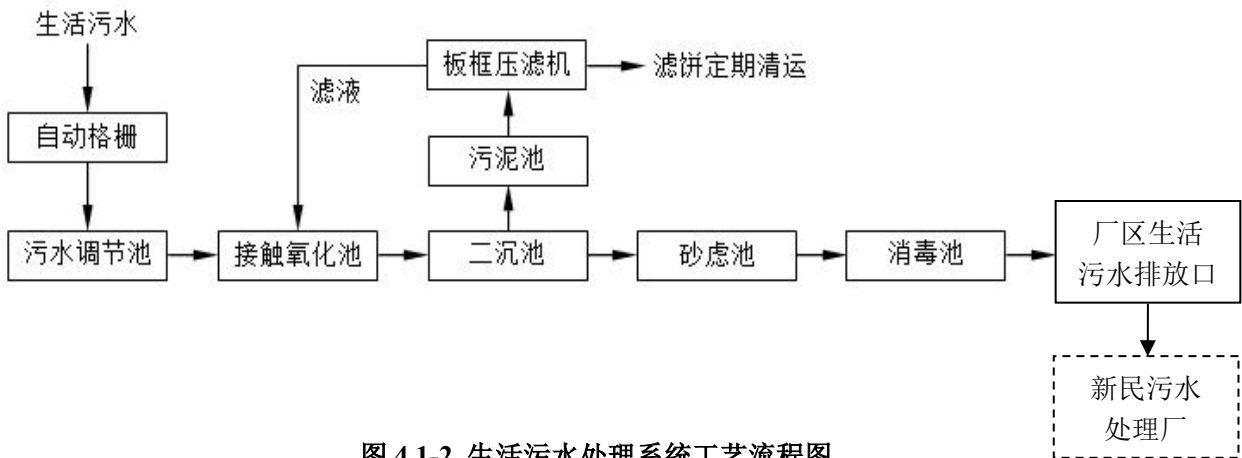 生活污水
板框压滤机
滤饼定期清运
滤液
自动格栅
污泥池
污水调节池
接触氧化池
二沉池
砂虑池
消毒池
厂区生活
污水排放口
新民污水
处理厂
图 4.1-2 生活污水处理系统工艺流程图